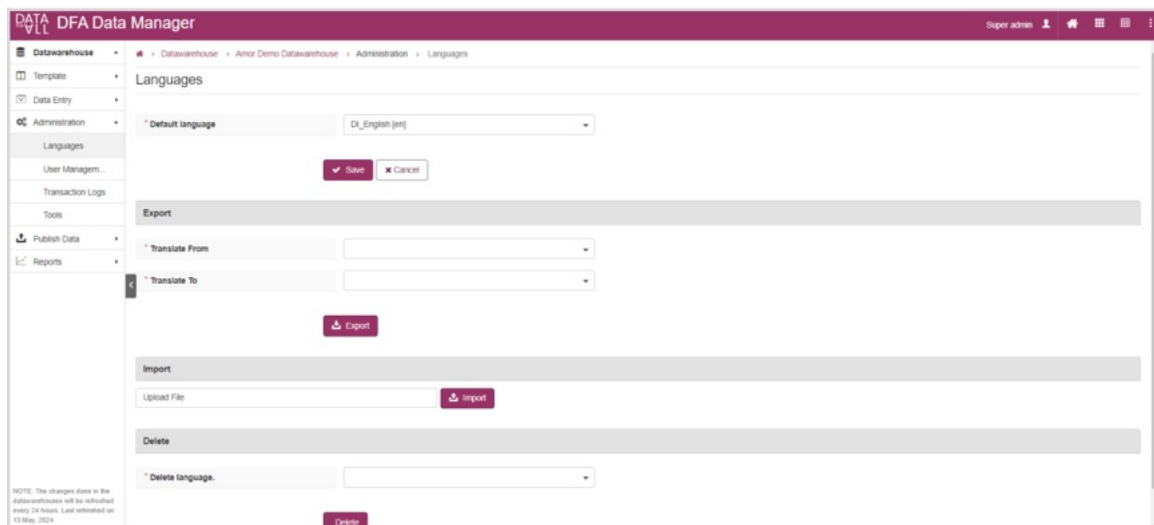 DATA FOR ALL DFA Data Manager
Super admin
Datawarehouse
Template
Data Entry
Administration
Languages
User Managem...
Transaction Logs
Tools
Publish Data
Reports
NOTE: The changes done in the
datawarehouses will be refreshed
every 24 hours. Last refreshed on:
13 May, 2024
› Datawarehouse › Amor Demo Datawarehouse › Administration › Languages
Languages
* Default language
DI_English [en]
Save
Cancel
Export
* Translate From
* Translate To
Export
Import
Upload File
Import
Delete
* Delete language.
Delete